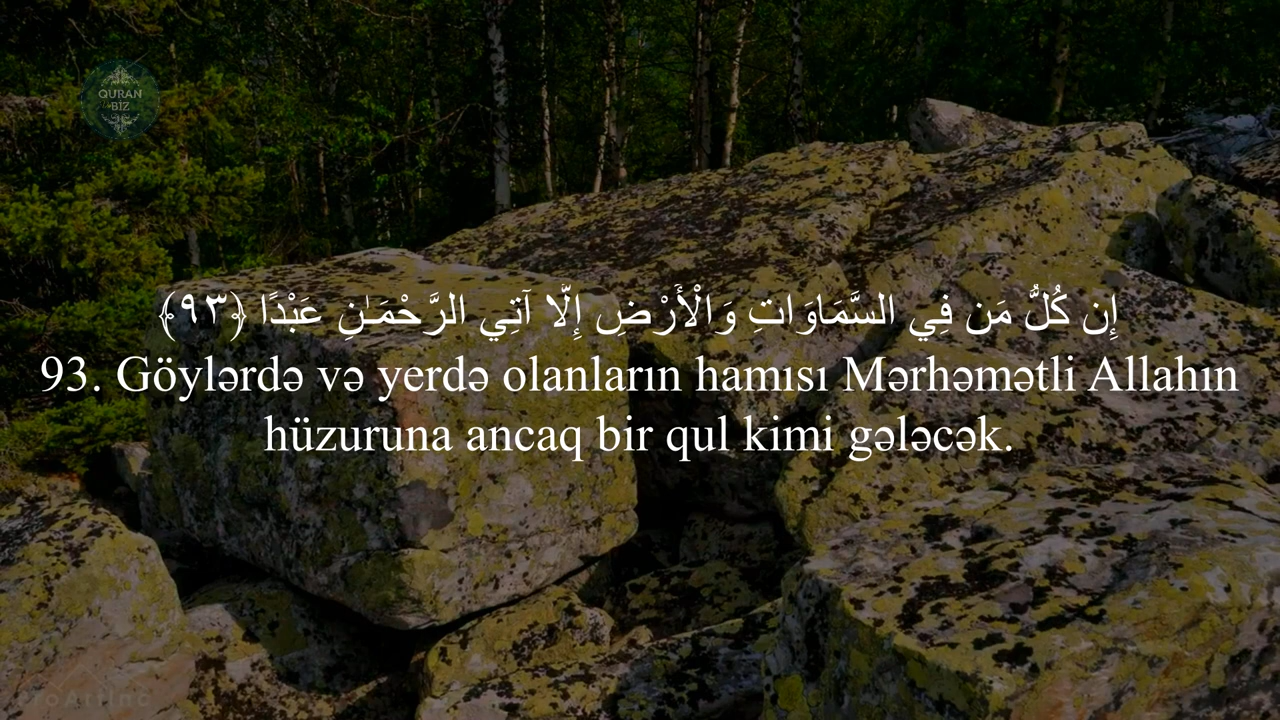 QURAN
BİZ
إِن كُلُّ مَن فِي السَّمَاوَاتِ وَالْأَرْضِ إِلَّا آتِي الرَّحْمَـٰنِ عَبْدًا ﴿٩٣﴾
93. Göylərdə və yerdə olanların hamısı Mərhəmətli Allahın
hüzuruna ancaq bir qul kimi gələcək.